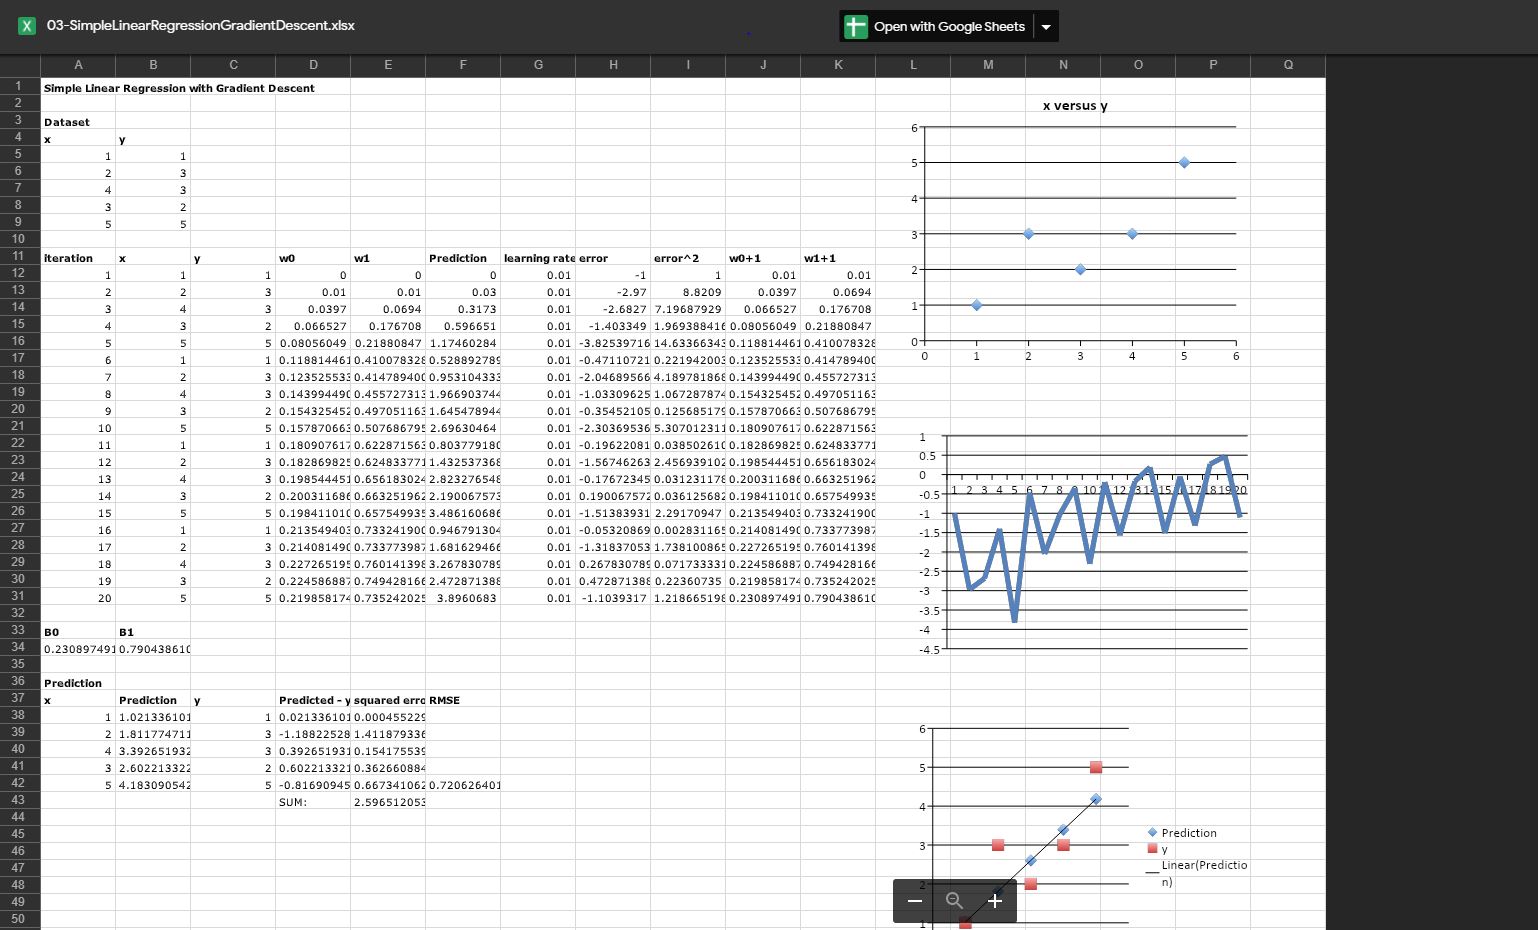 03-SimpleLinearRegressionGradientDescent.xlsx
Open with Google Sheets
A B C D E F G H I J K L M N O P Q
1 Simple Linear Regression with Gradient Descent
2
3 Dataset
4 x y
5 1 1
6 2 3
7 4 3
8 3 2
9 5 5
10
11 iteration x y w0 w1 Prediction learning rate error error^2 w0+1 w1+1
12 1 1 1 0 0 0 0.01 -1 1 0.01 0.01
13 2 2 3 0.01 0.01 0.03 0.01 -2.97 8.8209 0.0397 0.0694
14 3 4 3 0.0397 0.0694 0.3173 0.01 -2.6827 7.19687929 0.066527 0.176708
15 4 3 2 0.066527 0.176708 0.596651 0.01 -1.403349 1.969388416 0.08056049 0.21880847
16 5 5 5 0.08056049 0.21880847 1.17460284 0.01 -3.82539716 14.63366343 0.118814461 0.410078328
17 6 1 1 0.118814461 0.410078328 0.528892789 0.01 -0.47110721 0.221942003 0.123525533 0.414789400
18 7 2 3 0.123525533 0.414789400 0.953104333 0.01 -2.04689566 4.189781868 0.143994490 0.455727313
19 8 4 3 0.143994490 0.455727313 1.966903744 0.01 -1.03309625 1.067287874 0.154325452 0.497051163
20 9 3 2 0.154325452 0.497051163 1.645478944 0.01 -0.35452105 0.125685179 0.157870663 0.507686795
21 10 5 5 0.157870663 0.507686795 2.69630464 0.01 -2.30369536 5.307012311 0.180907617 0.622871563
22 11 1 1 0.180907617 0.622871563 0.803779180 0.01 -0.19622081 0.038502610 0.182869825 0.624833771
23 12 2 3 0.182869825 0.624833771 1.432537368 0.01 -1.56746263 2.456939102 0.198544451 0.656183024
24 13 4 3 0.198544451 0.656183024 2.823276548 0.01 -0.17672345 0.031231178 0.200311686 0.663251962
25 14 3 2 0.200311686 0.663251962 2.190067573 0.01 0.190067572 0.036125682 0.198411010 0.657549935
26 15 5 5 0.198411010 0.657549935 3.486160686 0.01 -1.51383931 2.29170947 0.213549403 0.733241900
27 16 1 1 0.213549403 0.733241900 0.946791304 0.01 -0.05320869 0.002831165 0.214081490 0.733773987
28 17 2 3 0.214081490 0.733773987 1.681629466 0.01 -1.31837053 1.738100865 0.227265195 0.760141398
29 18 4 3 0.227265195 0.760141398 3.267830789 0.01 0.267830789 0.071733331 0.224586887 0.749428166
30 19 3 2 0.224586887 0.749428166 2.472871388 0.01 0.472871388 0.22360735 0.219858174 0.735242025
31 20 5 5 0.219858174 0.735242025 3.8960683 0.01 -1.1039317 1.218665198 0.230897491 0.790438610
32
33 B0 B1
34 0.230897491 0.790438610
35
36 Prediction
37 x Prediction y Predicted - y squared erro RMSE
38 1 1.021336101 1 0.021336101 0.000455229
39 2 1.811774711 3 -1.18822528 1.411879336
40 4 3.392651932 3 0.392651931 0.154175539
41 3 2.602213322 2 0.602213321 0.362660884
42 5 4.183090542 5 -0.81690945 0.667341062 0.720626401
43 SUM: 2.596512053
44
45
46
47
48
49
50
x versus y
6
5
4
3
2
1
0
0 1 2 3 4 5 6
1
0.5
0
1 2 3 4 5 6 7 8 9 10 11 12 13 14 15 16 17 18 19 20
-0.5
-1
-1.5
-2
-2.5
-3
-3.5
-4
-4.5
6
5
4
3
2
1
Prediction
y
Linear(Predictio
n)